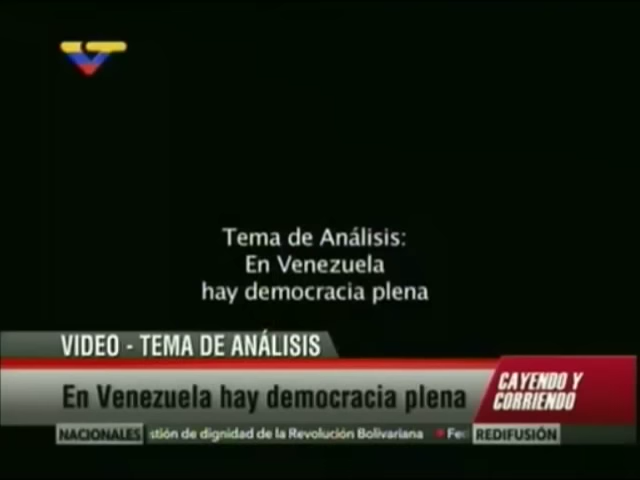 Tema de Análisis:
En Venezuela
hay democracia plena
VIDEO - TEMA DE ANÁLISIS
En Venezuela hay democracia plena
CAYENDO Y
CORRIENDO
NACIONALES stión de dignidad de la Revolución Bolivariana REDIFUSIÓN